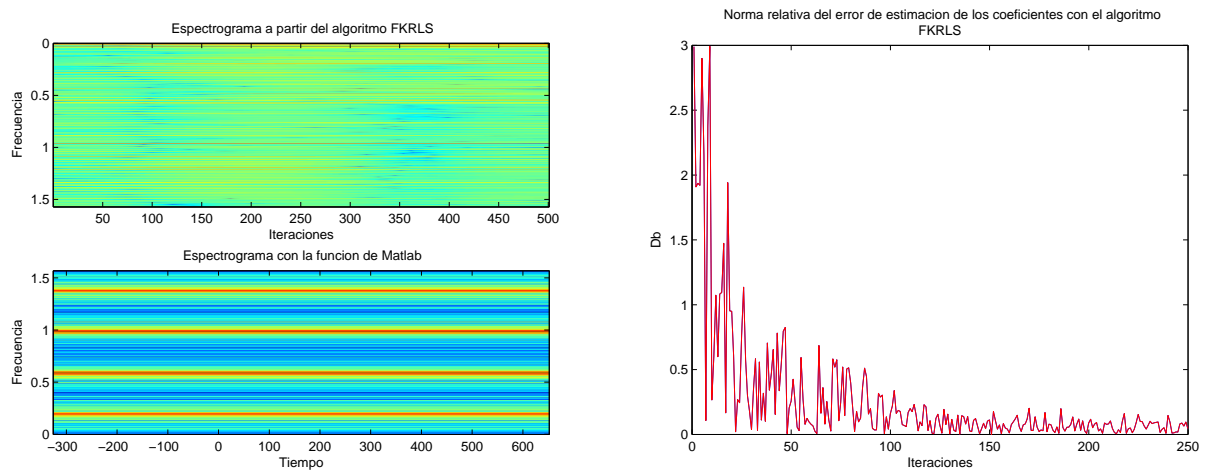 Espectrograma a partir del algoritmo FKRLS
Frecuencia
0
0.5
1
1.5
50 100 150 200 250 300 350 400 450 500
Iteraciones
Espectrograma con la funcion de Matlab
Frecuencia
1.5
1
0.5
0
−300 −200 −100 0 100 200 300 400 500 600
Tiempo
Norma relativa del error de estimacion de los coeficientes con el algoritmo
FKRLS
Db
3
2.5
2
1.5
1
0.5
0
0 50 100 150 200 250
Iteraciones